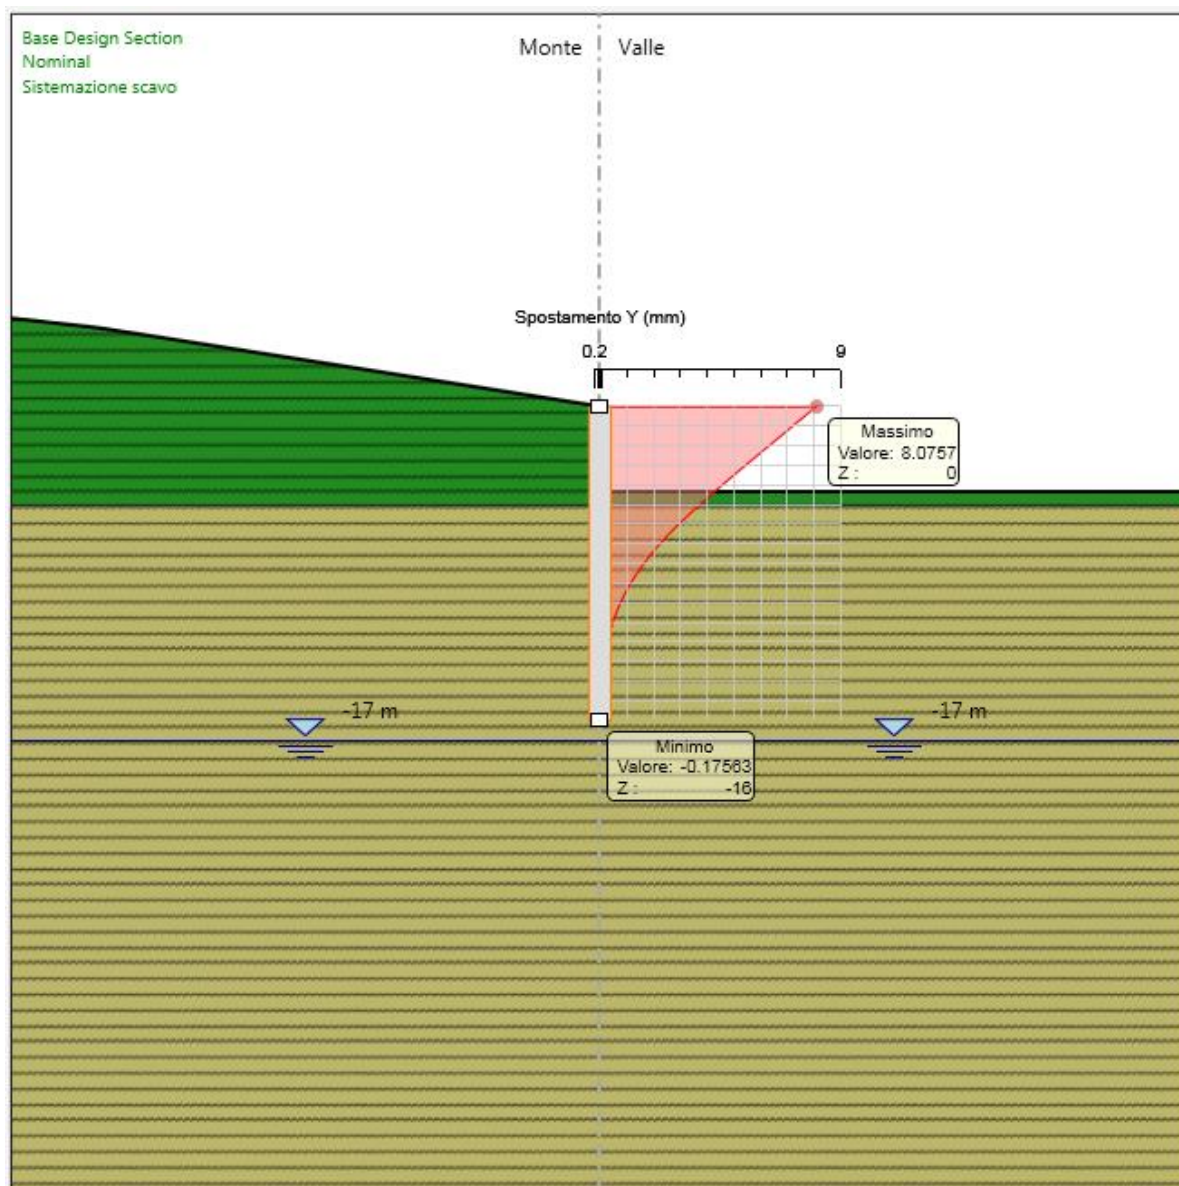 Base Design Section
Nominal
Sistemazione scavo
Monte
Valle
Spostamento Y (mm)
0.2
9
Massimo
Valore: 8.0757
Z : 0
-17 m
-17 m
Minimo
Valore: -0.17563
Z : -16